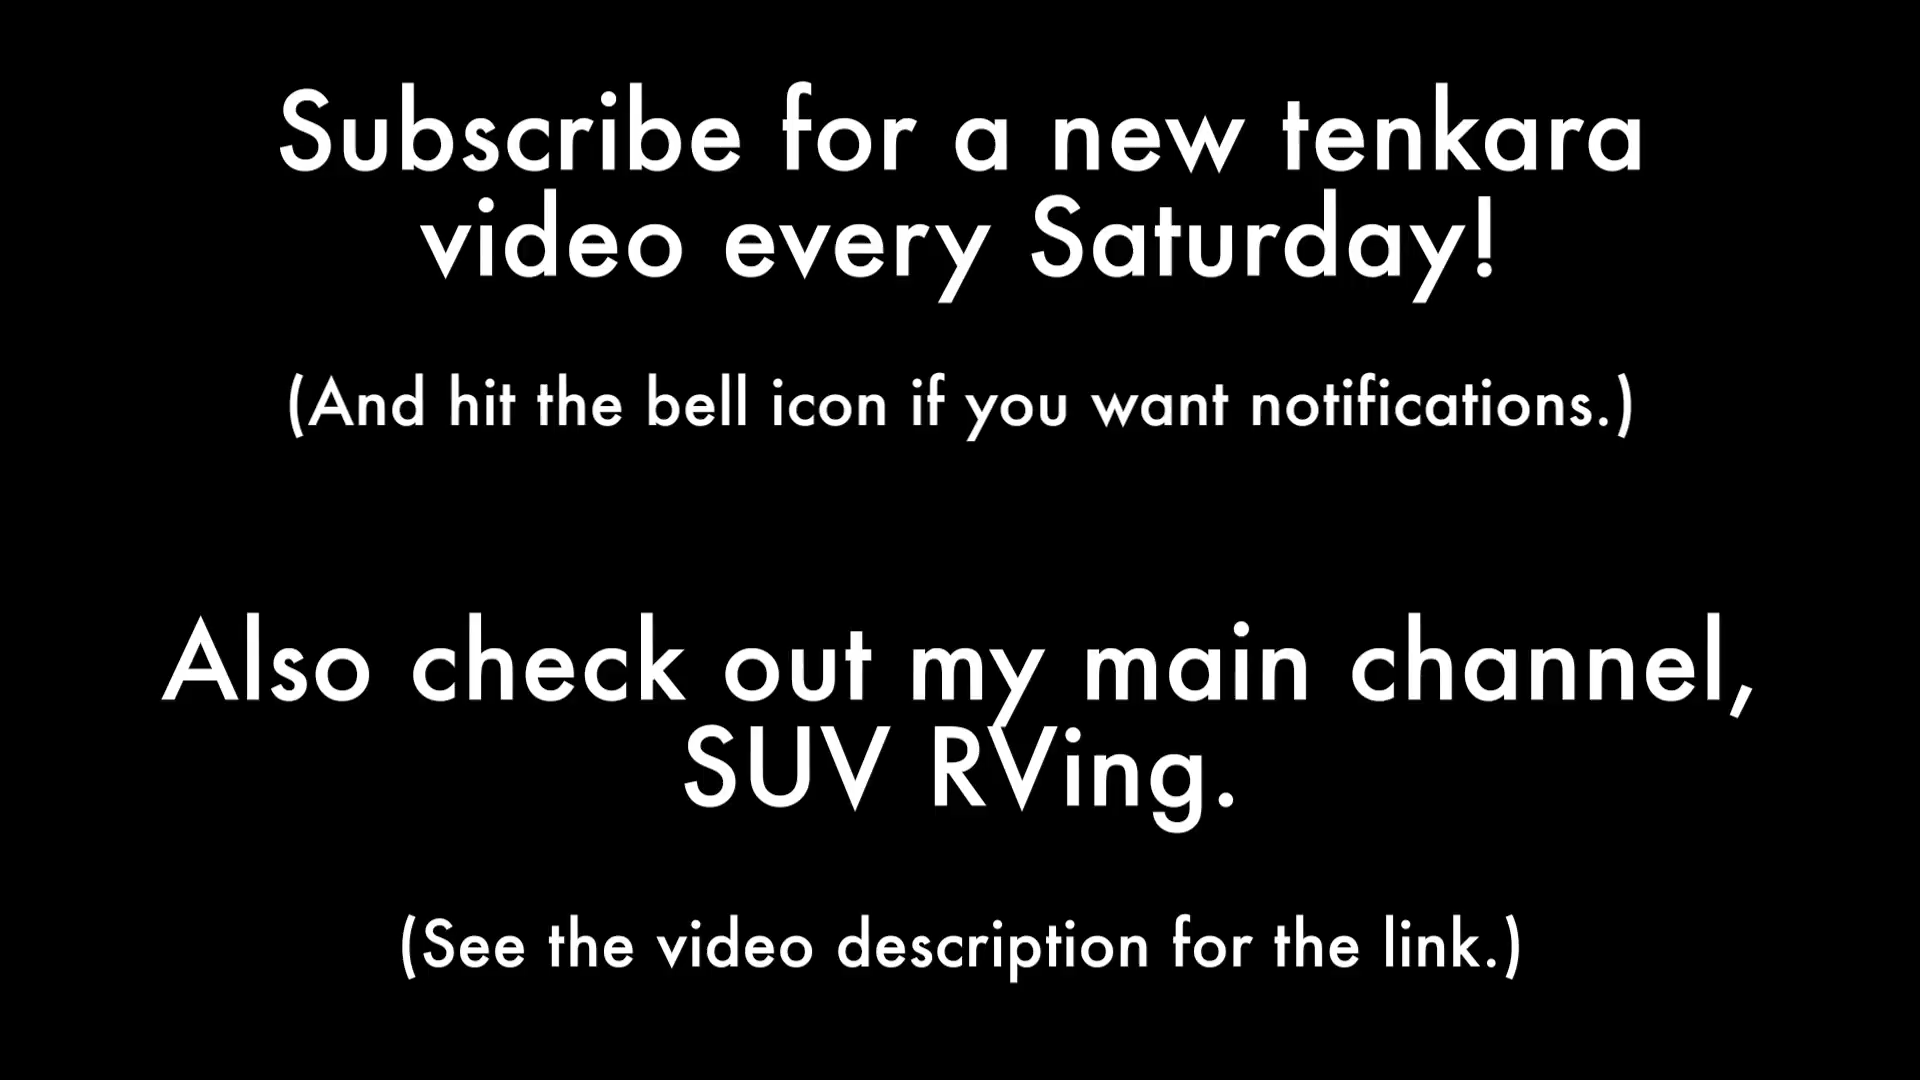 Subscribe for a new tenkara
video every Saturday!
(And hit the bell icon if you want notifications.)
Also check out my main channel,
SUV RVing.
(See the video description for the link.)